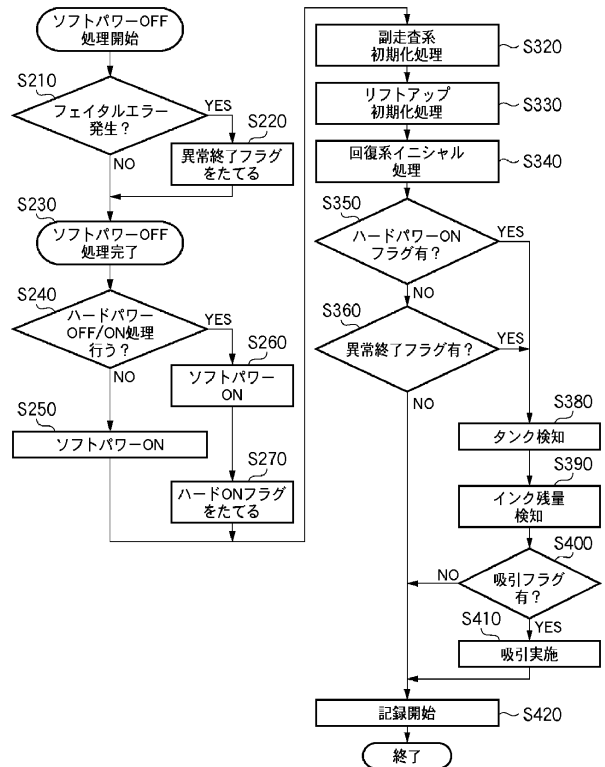 ソフトパワーOFF
処理開始
S210
フェイタルエラー
発生？
YES
NO
S220
異常終了フラグ
をたてる
S230
ソフトパワーOFF
処理完了
S240
ハードパワー
OFF/ON処理
行う？
YES
NO
S260
ソフトパワー
ON
S250
ソフトパワーON
S270
ハードONフラグ
をたてる
副走査系
初期化処理
S320
リフトアップ
初期化処理
S330
回復系イニシャル
処理
S340
S350
ハードパワーON
フラグ有？
YES
NO
S360
異常終了フラグ有？
YES
NO
S380
タンク検知
S390
インク残量
検知
S400
吸引フラグ
有？
NO
YES
S410
吸引実施
記録開始
S420
終了